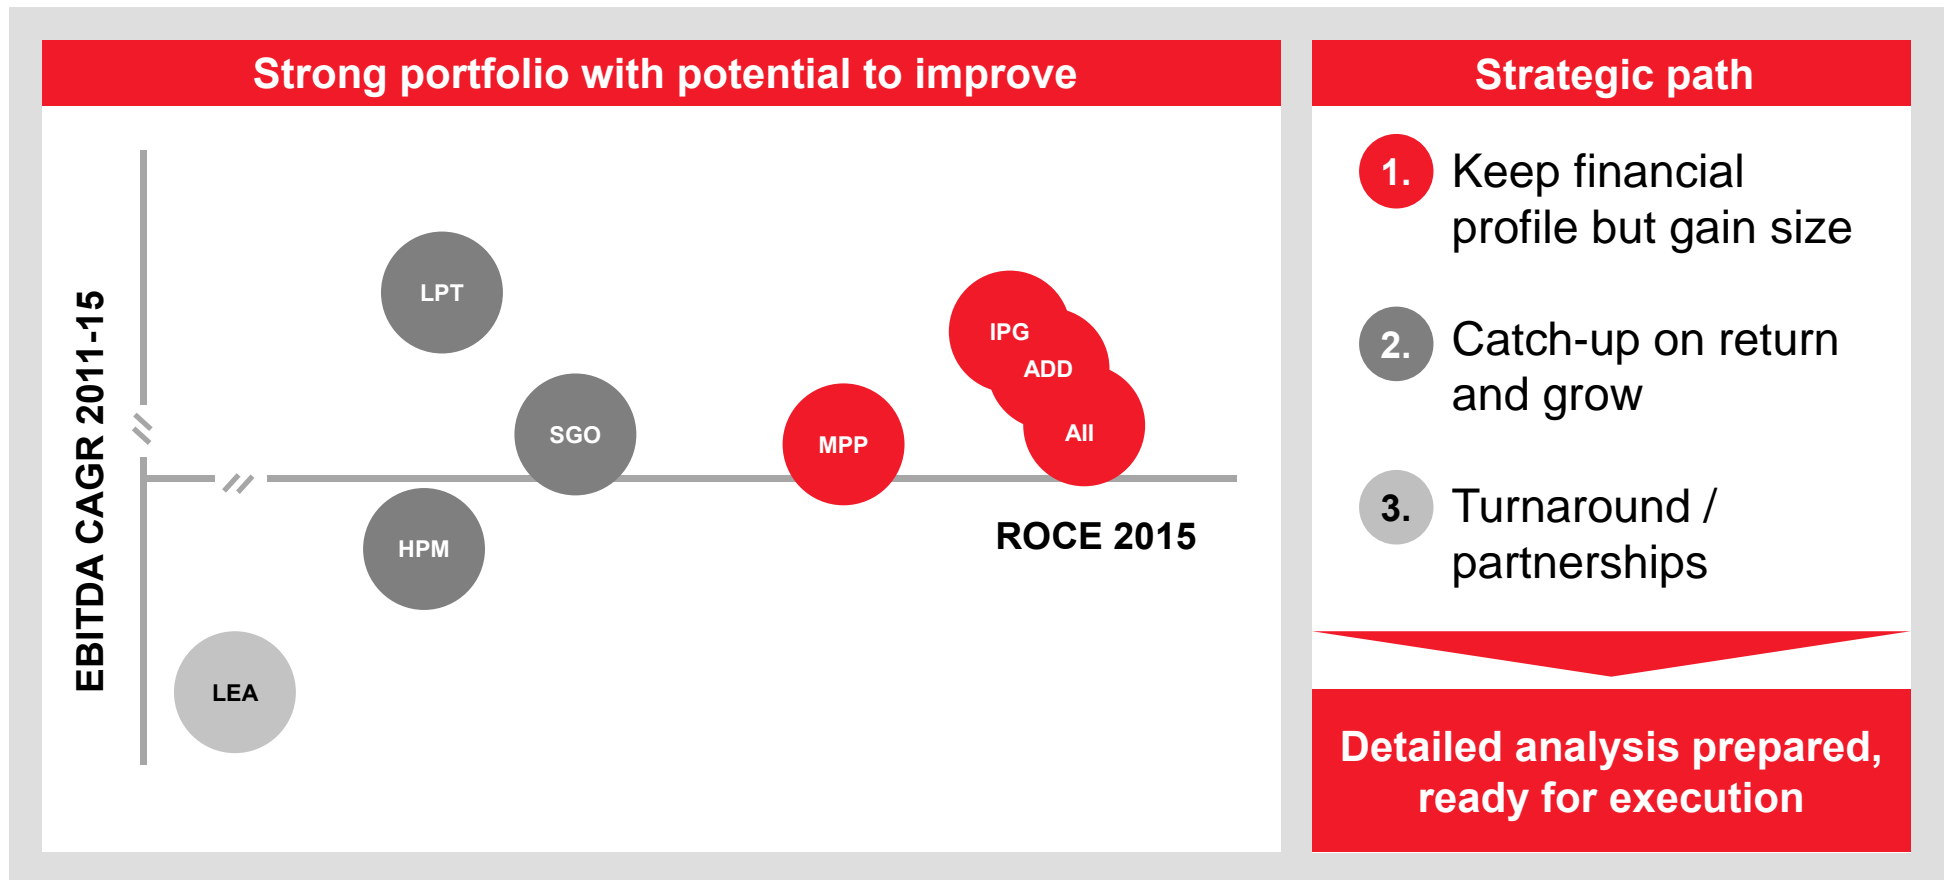 Strong portfolio with potential to improve
EBITDA CAGR 2011-15
LPT
IPG
ADD
SGO
MPP
All
HPM
ROCE 2015
LEA
Strategic path
1. Keep financial
profile but gain size
2. Catch-up on return
and grow
3. Turnaround /
partnerships
Detailed analysis prepared,
ready for execution